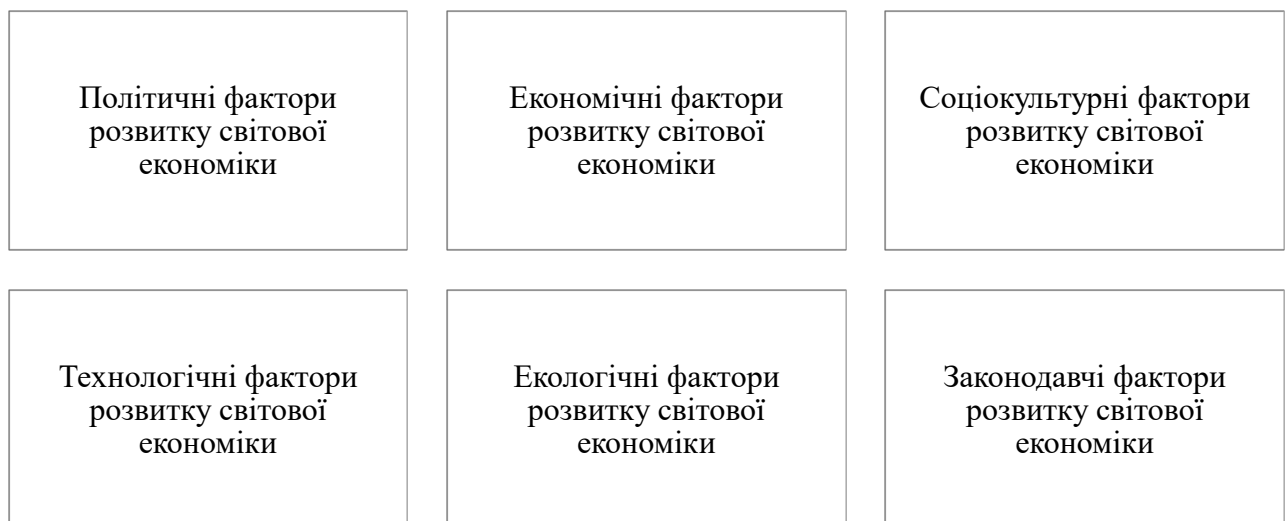 Політичні фактори
розвитку світової
економіки
Економічні фактори
розвитку світової
економіки
Соціокультурні фактори
розвитку світової
економіки
Технологічні фактори
розвитку світової
економіки
Екологічні фактори
розвитку світової
економіки
Законодавчі фактори
розвитку світової
економіки